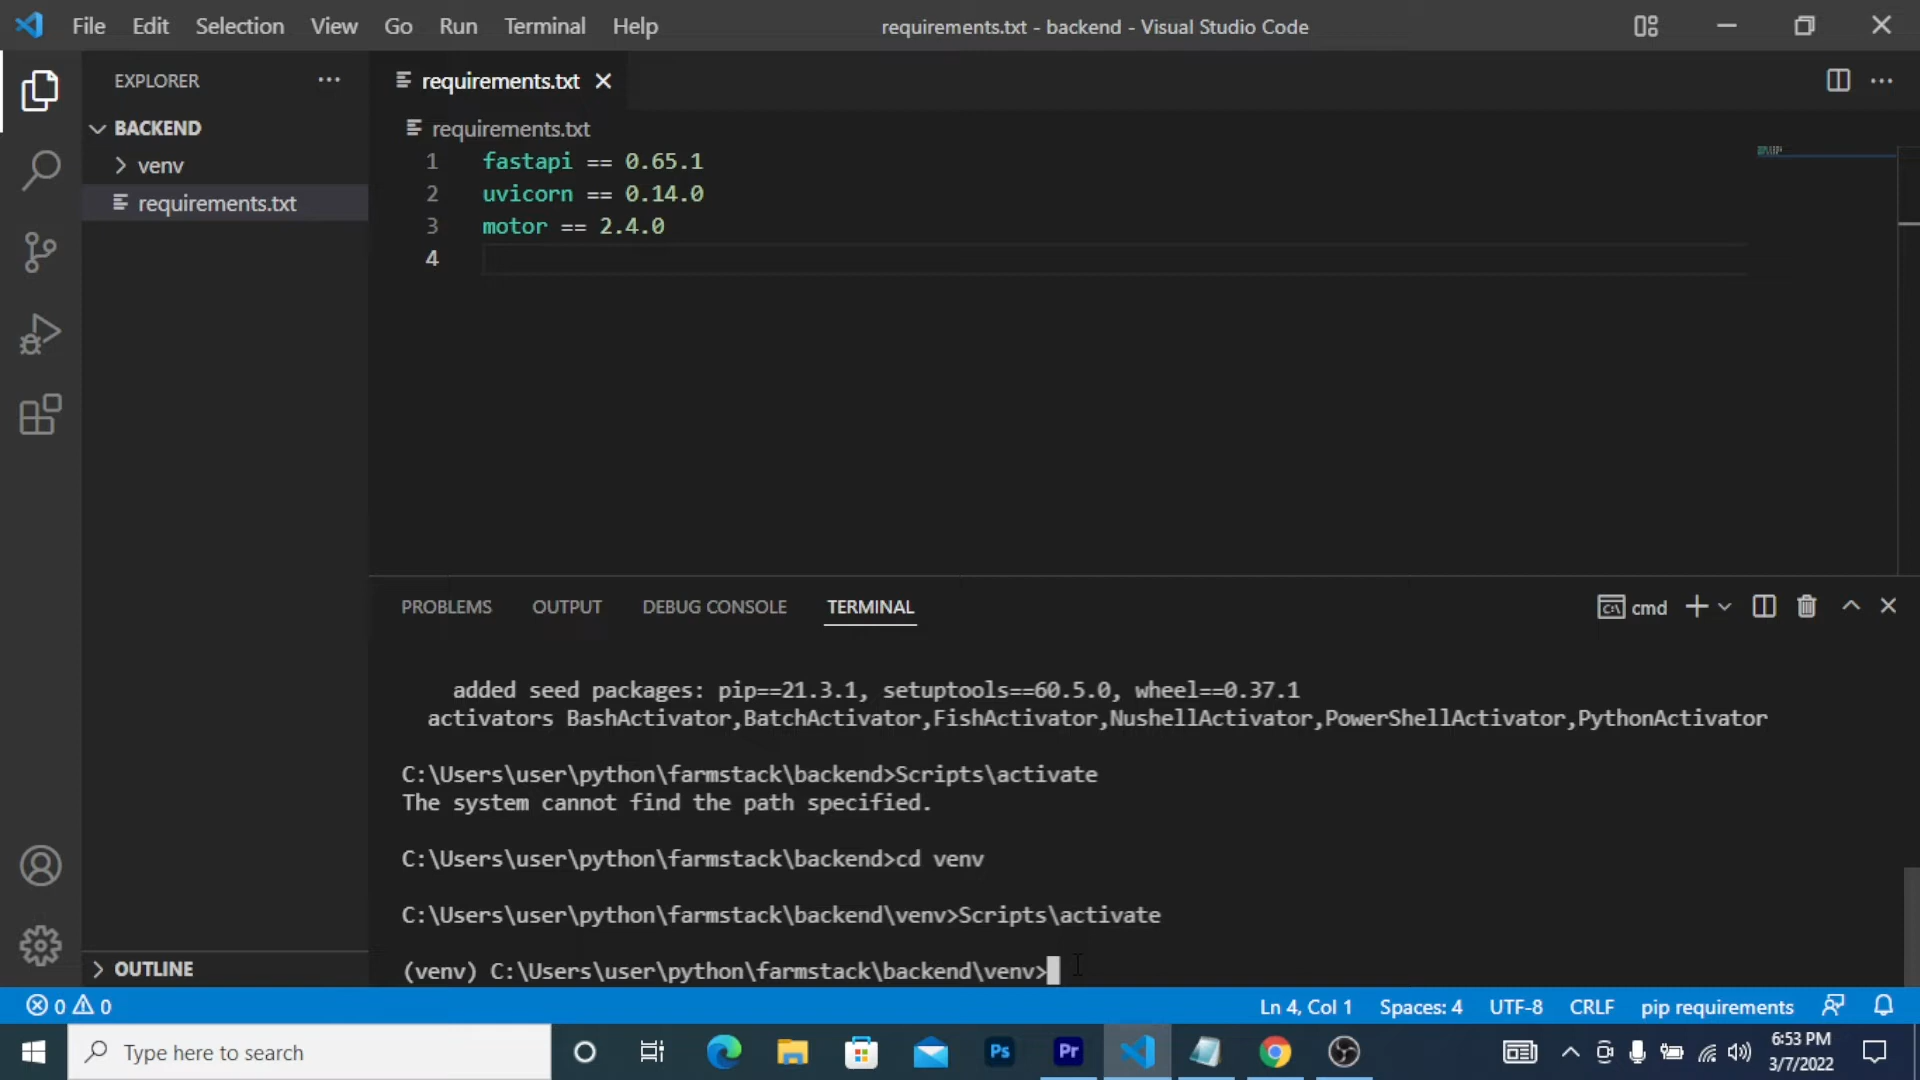 File Edit Selection View Go Run Terminal Help
requirements.txt - backend - Visual Studio Code
EXPLORER
BACKEND
venv
requirements.txt
OUTLINE
requirements.txt
requirements.txt
1 fastapi == 0.65.1
2 uvicorn == 0.14.0
3 motor == 2.4.0
4
PROBLEMS OUTPUT DEBUG CONSOLE TERMINAL
cmd
added seed packages: pip==21.3.1, setuptools==60.5.0, wheel==0.37.1
activators BashActivator,BatchActivator,FishActivator,NushellActivator,PowerShellActivator,PythonActivator
C:\Users\user\python\farmstack\backend>Scripts\activate
The system cannot find the path specified.
C:\Users\user\python\farmstack\backend>cd venv
C:\Users\user\python\farmstack\backend\venv>Scripts\activate
(venv) C:\Users\user\python\farmstack\backend\venv>
0 0
Ln 4, Col 1 Spaces: 4 UTF-8 CRLF pip requirements
Type here to search
Ps
Pr
6:53 PM
3/7/2022